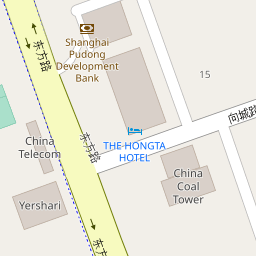 东方路
Shanghai
Pudong
Development
Bank
15
向城路
东方路
China
Telecom
THE HONGTA
HOTEL
China
Coal
Tower
Yershari
东方